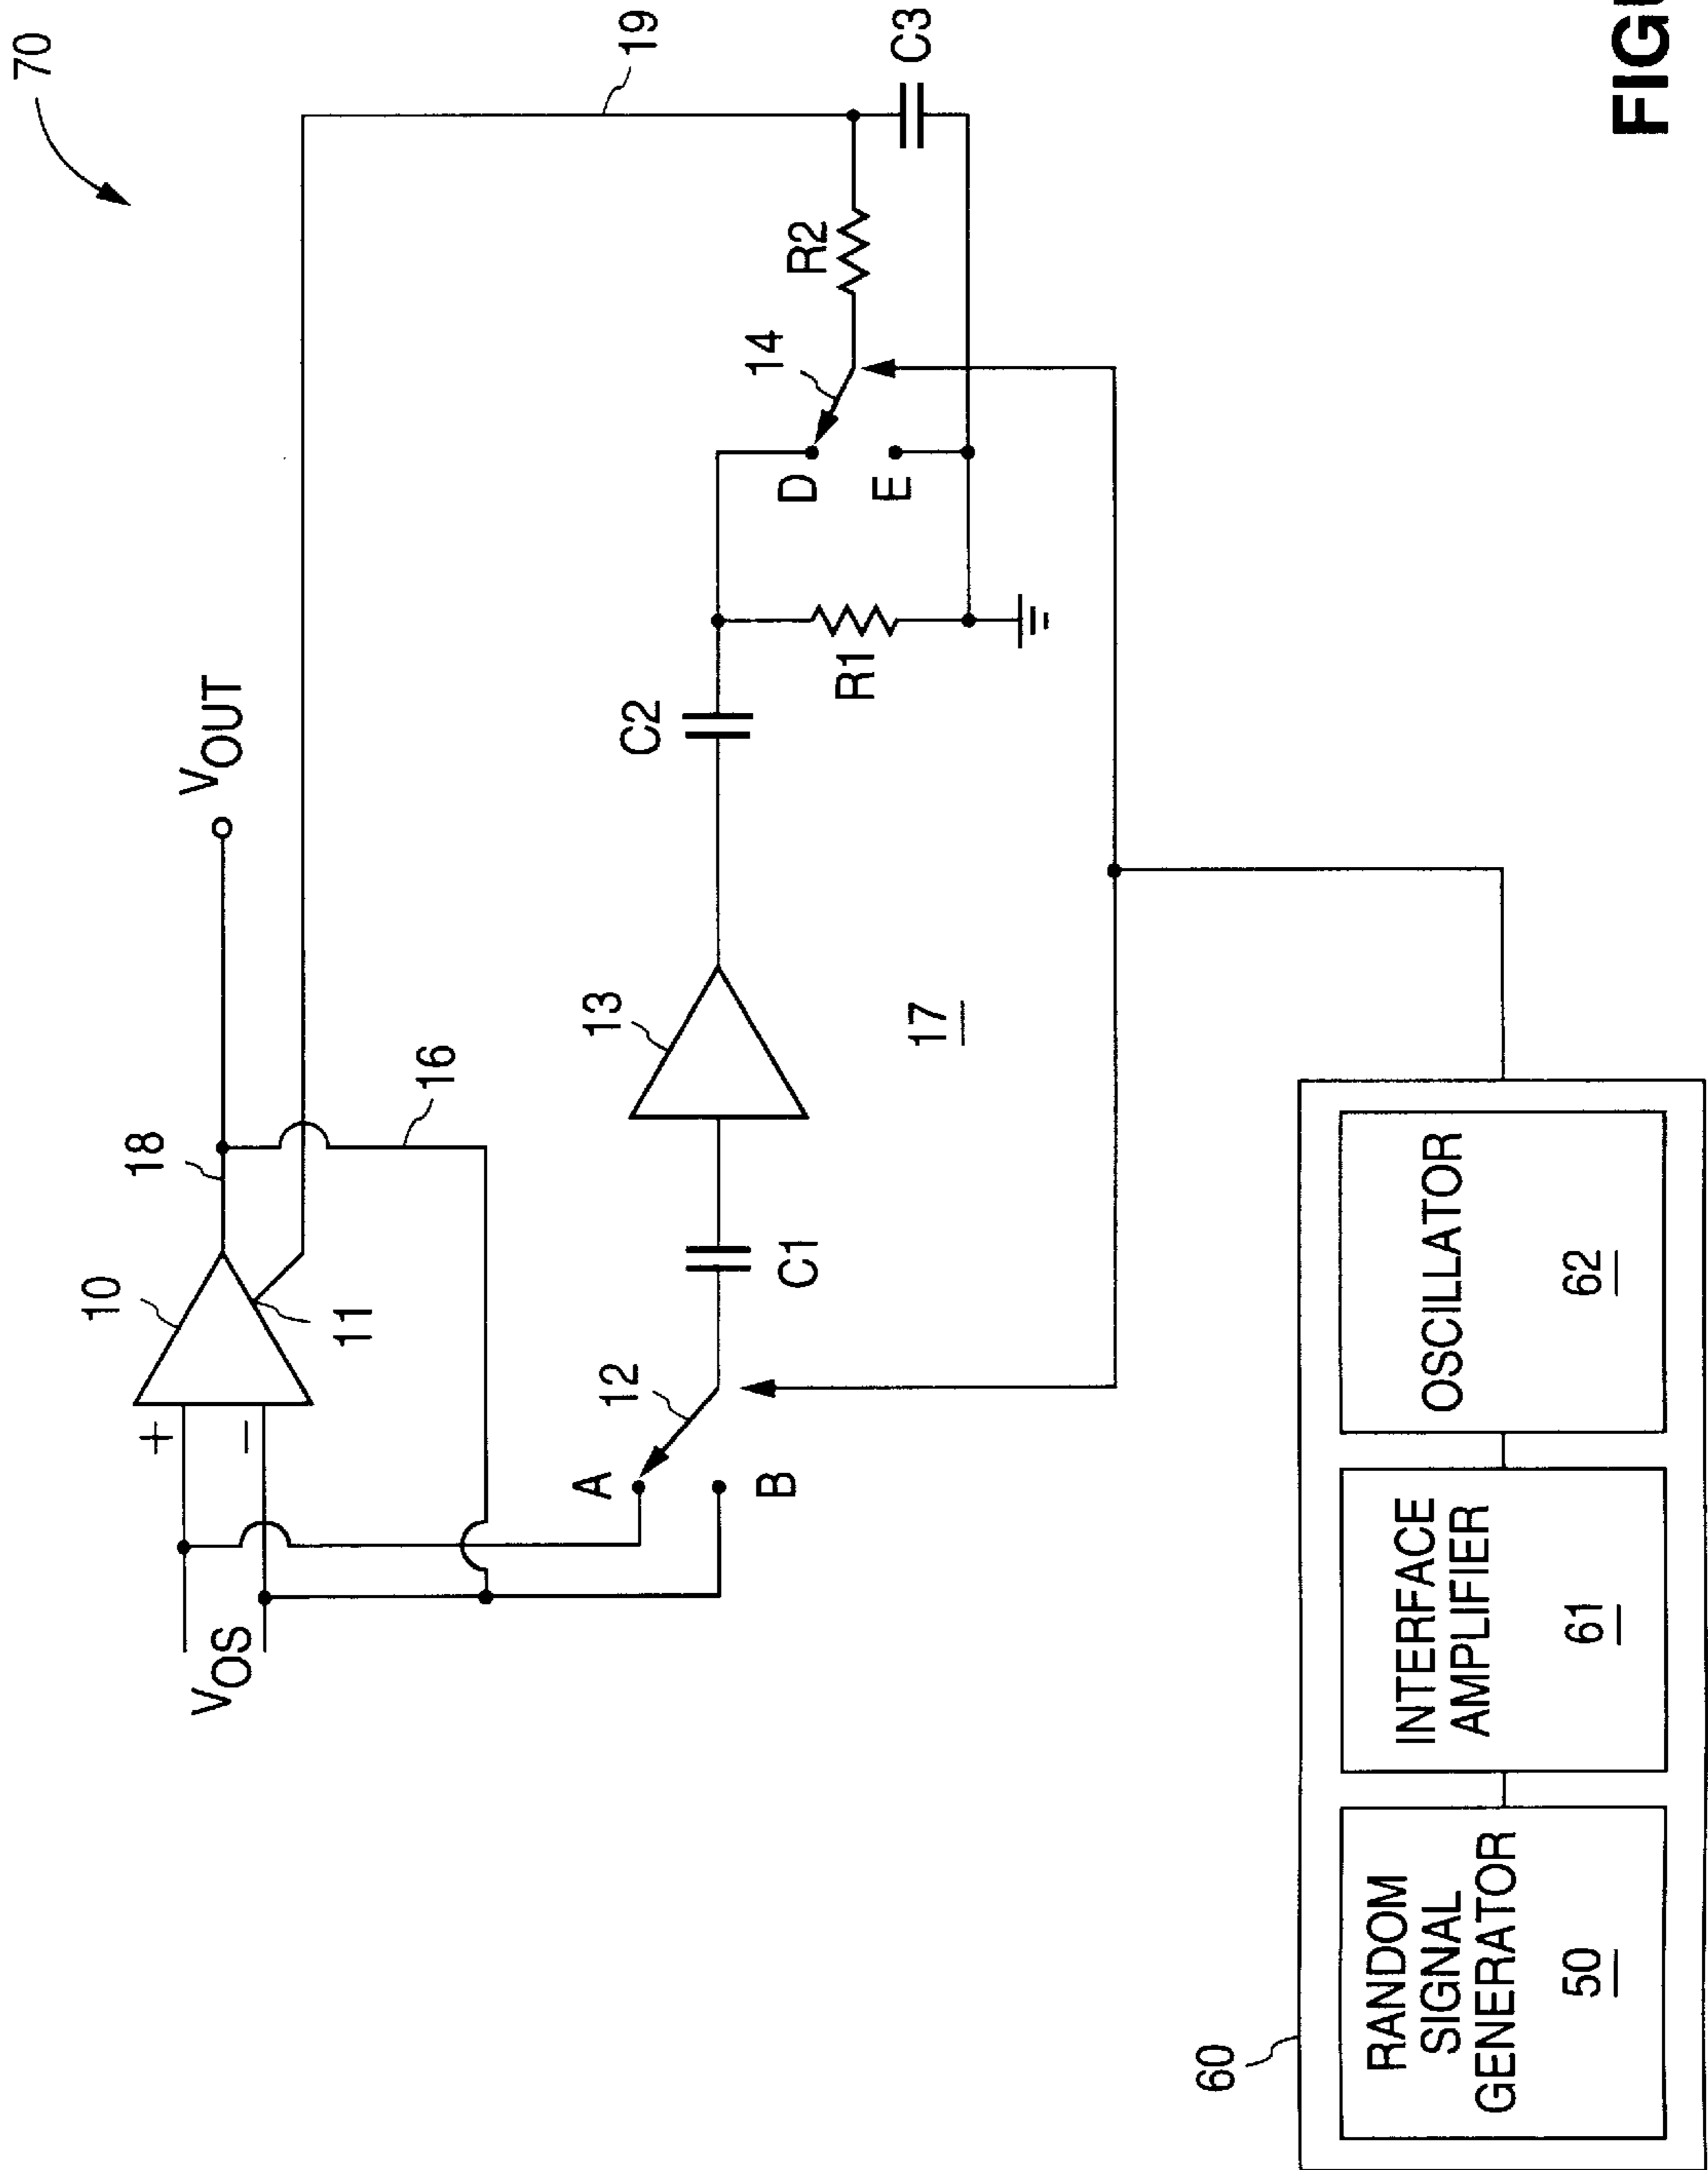 70
10
18
VOUT
+
−
11
VOS
16
19
A
12
B
C1
13
C2
R1
D
E
14
R2
C3
17
60
RANDOM
SIGNAL
GENERATOR
50
INTERFACE
AMPLIFIER
61
OSCILLATOR
62